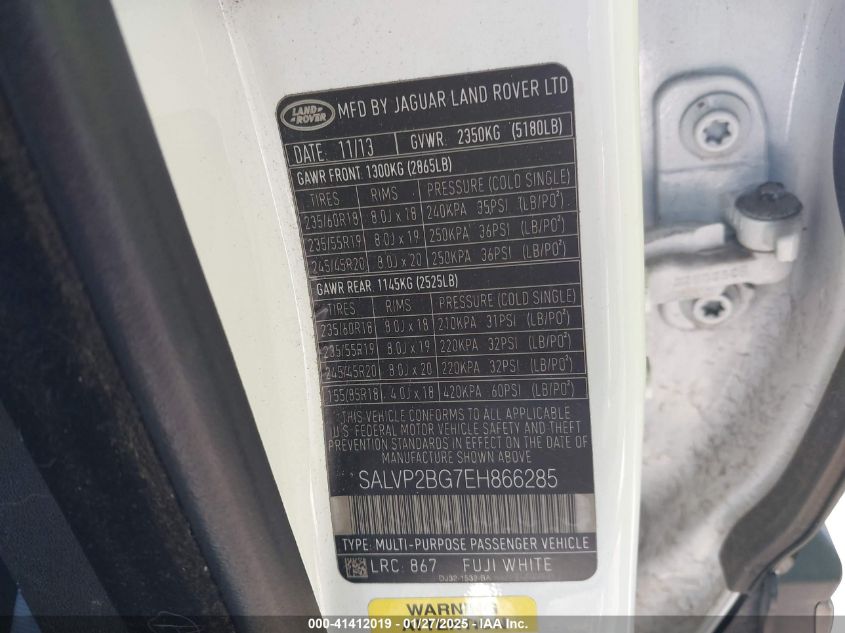 LAND ROVER
MFD BY JAGUAR LAND ROVER LTD
DATE: 11/13 GVWR: 2350KG (5180LB)
GAWR FRONT: 1300KG (2865LB)
TIRES RIMS PRESSURE (COLD SINGLE)
235/60R18 8.0J x 18 240KPA 35PSI (LB/PO²)
235/55R19 8.0J x 19 250KPA 36PSI (LB/PO²)
245/45R20 8.0J x 20 250KPA 36PSI (LB/PO²)
GAWR REAR: 1145KG (2525LB)
TIRES RIMS PRESSURE (COLD SINGLE)
235/60R18 8.0J x 18 210KPA 31PSI (LB/PO²)
235/55R19 8.0J x 19 220KPA 32PSI (LB/PO²)
245/45R20 8.0J x 20 220KPA 32PSI (LB/PO²)
155/85R18 4.0J x 18 420KPA 60PSI (LB/PO²)
THIS VEHICLE CONFORMS TO ALL APPLICABLE
U.S. FEDERAL MOTOR VEHICLE SAFETY AND THEFT
PREVENTION STANDARDS IN EFFECT ON THE DATE OF
MANUFACTURE SHOWN ABOVE
SALVP2BG7EH866285
TYPE: MULTI-PURPOSE PASSENGER VEHICLE
LRC: 867 FUJI WHITE
DJ32-1532-BA
WARNING
000-41412019 - 01/27/2025 - IAA Inc.